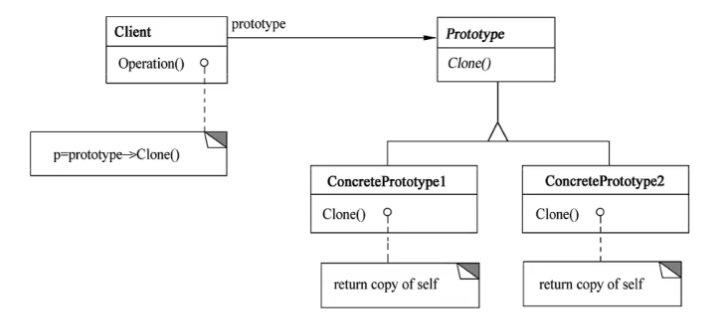 Client
prototype
Prototype
Operation()
Clone()
p=prototype->Clone()
ConcretePrototype1
ConcretePrototype2
Clone()
Clone()
return copy of self
return copy of self